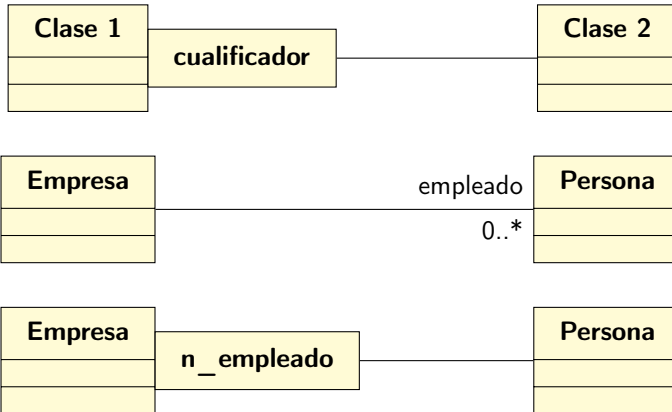 Clase 1
cualificador
Clase 2
Empresa
empleado
0..*
Persona
Empresa
n_empleado
Persona